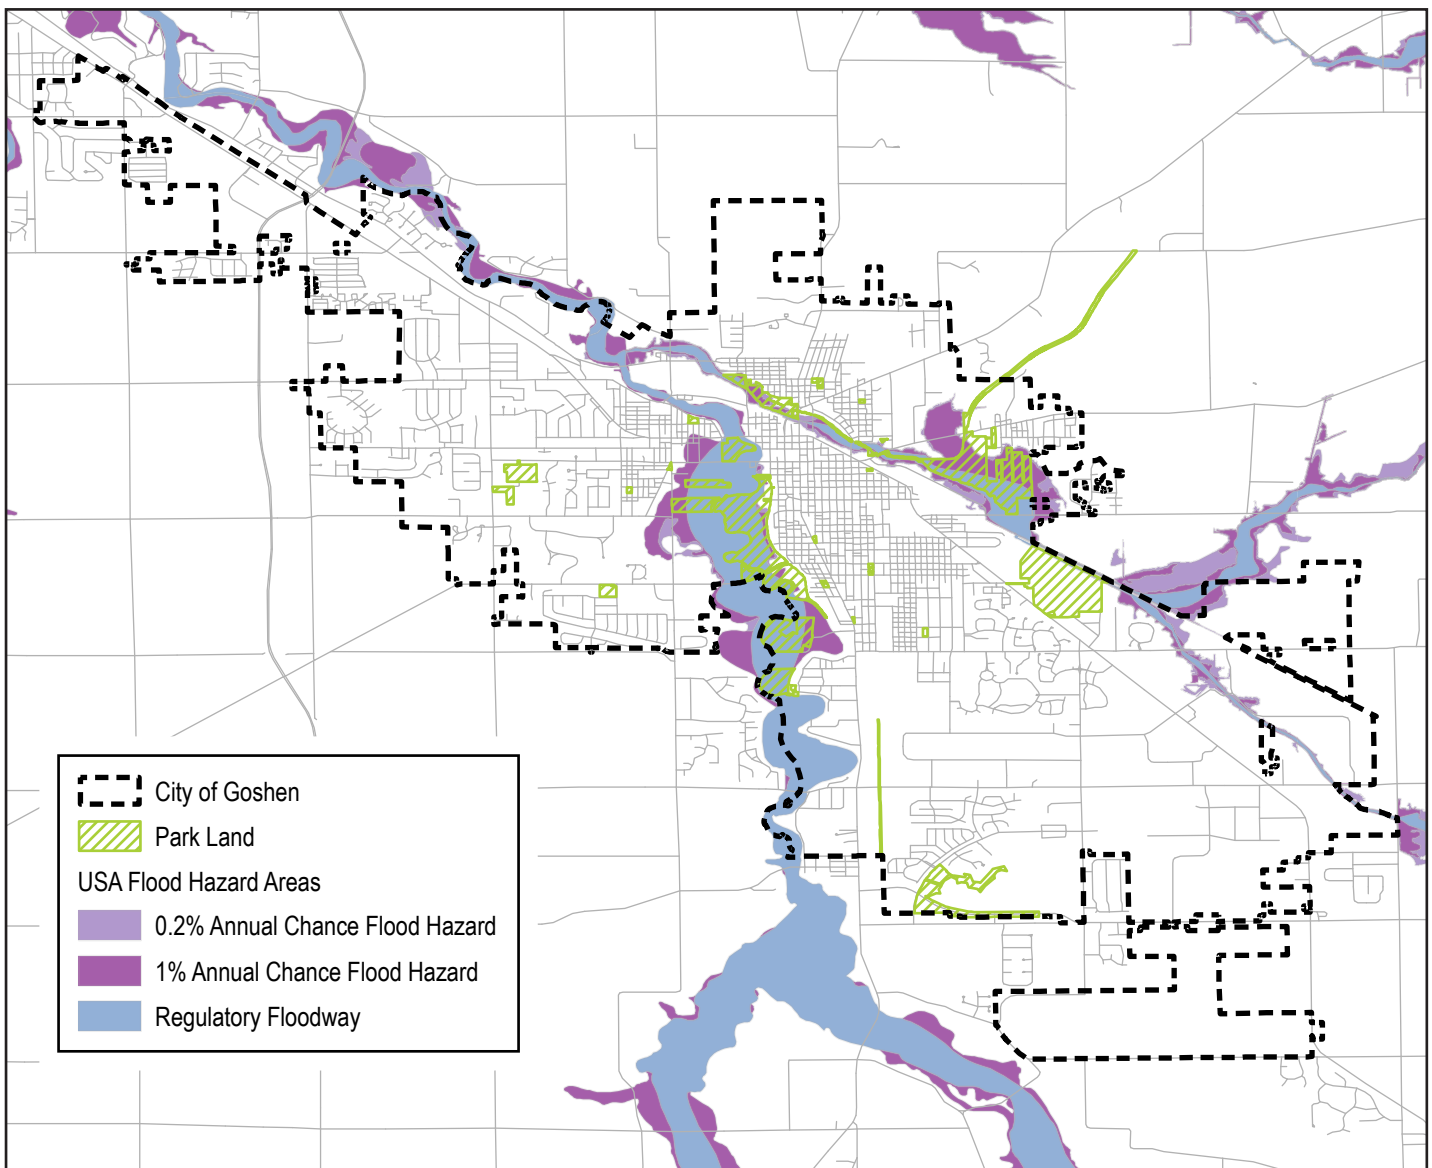 City of Goshen
Park Land
USA Flood Hazard Areas
0.2% Annual Chance Flood Hazard
1% Annual Chance Flood Hazard
Regulatory Floodway